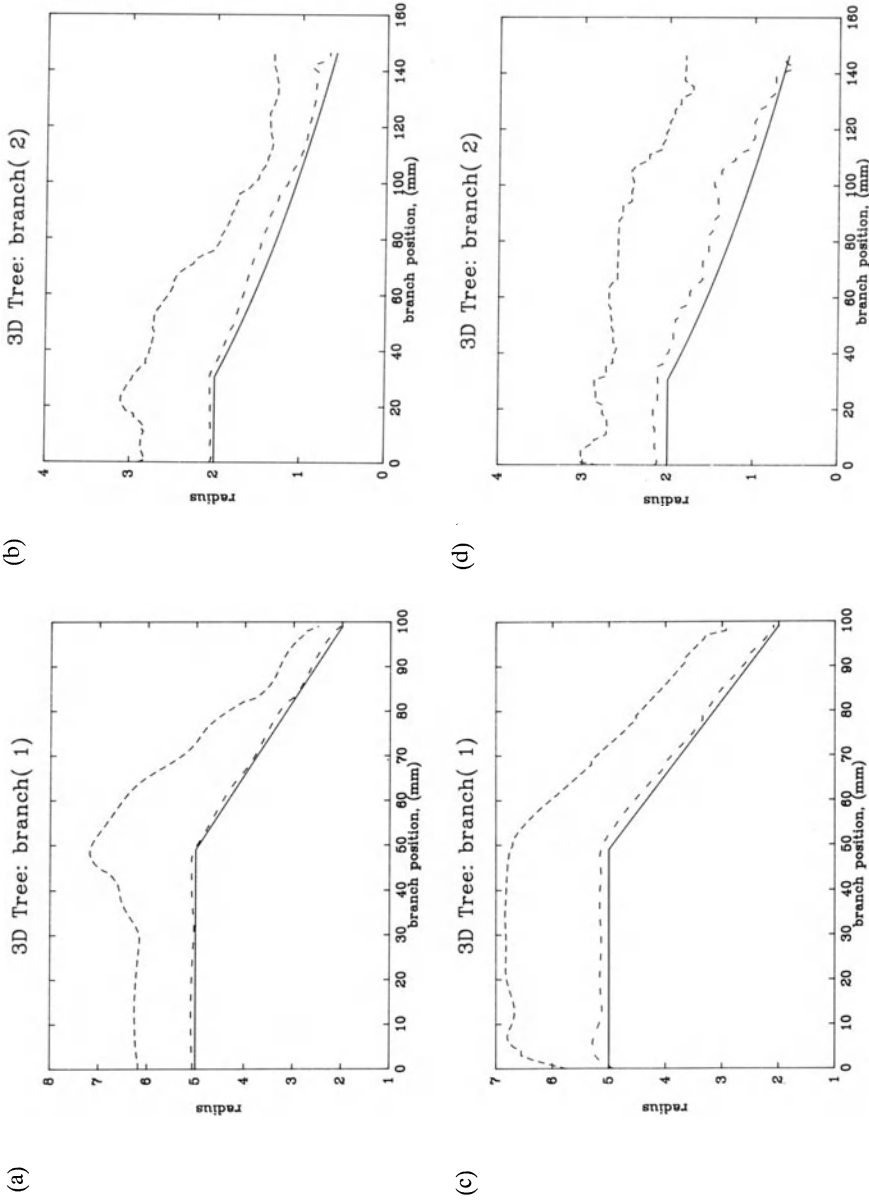 (a)
3D Tree: branch( 1)
radius
8
7
6
5
4
3
2
1
0 10 20 30 40 50 60 70 80 90 100
branch position, (mm)
(b)
3D Tree: branch( 2)
radius
4
3
2
1
0
0 20 40 60 80 100 120 140 160
branch position, (mm)
(c)
3D Tree: branch( 1)
radius
7
6
5
4
3
2
1
0 10 20 30 40 50 60 70 80 90 100
branch position, (mm)
(d)
3D Tree: branch( 2)
radius
4
3
2
1
0
0 20 40 60 80 100 120 140 160
branch position, (mm)